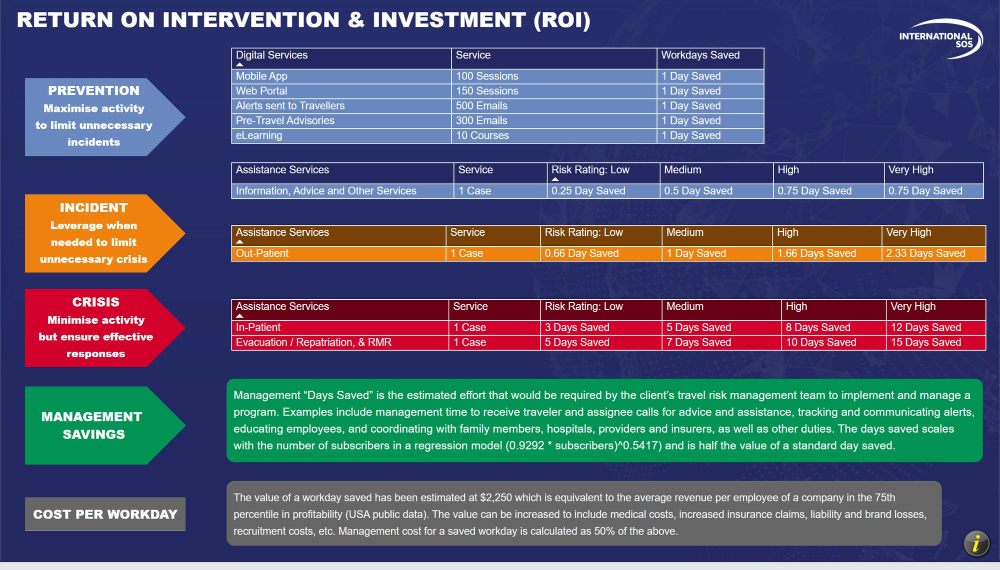 RETURN ON INTERVENTION & INVESTMENT (ROI)
INTERNATIONAL
SOS
PREVENTION
Maximise activity
to limit unnecessary
incidents
Digital Services Service Workdays Saved
Mobile App 100 Sessions 1 Day Saved
Web Portal 150 Sessions 1 Day Saved
Alerts sent to Travellers 500 Emails 1 Day Saved
Pre-Travel Advisories 300 Emails 1 Day Saved
eLearning 10 Courses 1 Day Saved
Assistance Services Service Risk Rating: Low Medium High Very High
Information, Advice and Other Services 1 Case 0.25 Day Saved 0.5 Day Saved 0.75 Day Saved 0.75 Day Saved
INCIDENT
Leverage when
needed to limit
unnecessary crisis
Assistance Services Service Risk Rating: Low Medium High Very High
Out-Patient 1 Case 0.66 Day Saved 1 Day Saved 1.66 Days Saved 2.33 Days Saved
CRISIS
Minimise activity
but ensure effective
responses
Assistance Services Service Risk Rating: Low Medium High Very High
In-Patient 1 Case 3 Days Saved 5 Days Saved 8 Days Saved 12 Days Saved
Evacuation / Repatriation, & RMR 1 Case 5 Days Saved 7 Days Saved 10 Days Saved 15 Days Saved
MANAGEMENT
SAVINGS
Management “Days Saved” is the estimated effort that would be required by the client’s travel risk management team to implement and manage a
program. Examples include management time to receive traveler and assignee calls for advice and assistance, tracking and communicating alerts,
educating employees, and coordinating with family members, hospitals, providers and insurers, as well as other duties. The days saved scales
with the number of subscribers in a regression model (0.9292 * subscribers)^0.5417) and is half the value of a standard day saved.
COST PER WORKDAY
The value of a workday saved has been estimated at $2,250 which is equivalent to the average revenue per employee of a company in the 75th
percentile in profitability (USA public data). The value can be increased to include medical costs, increased insurance claims, liability and brand losses,
recruitment costs, etc. Management cost for a saved workday is calculated as 50% of the above.
i